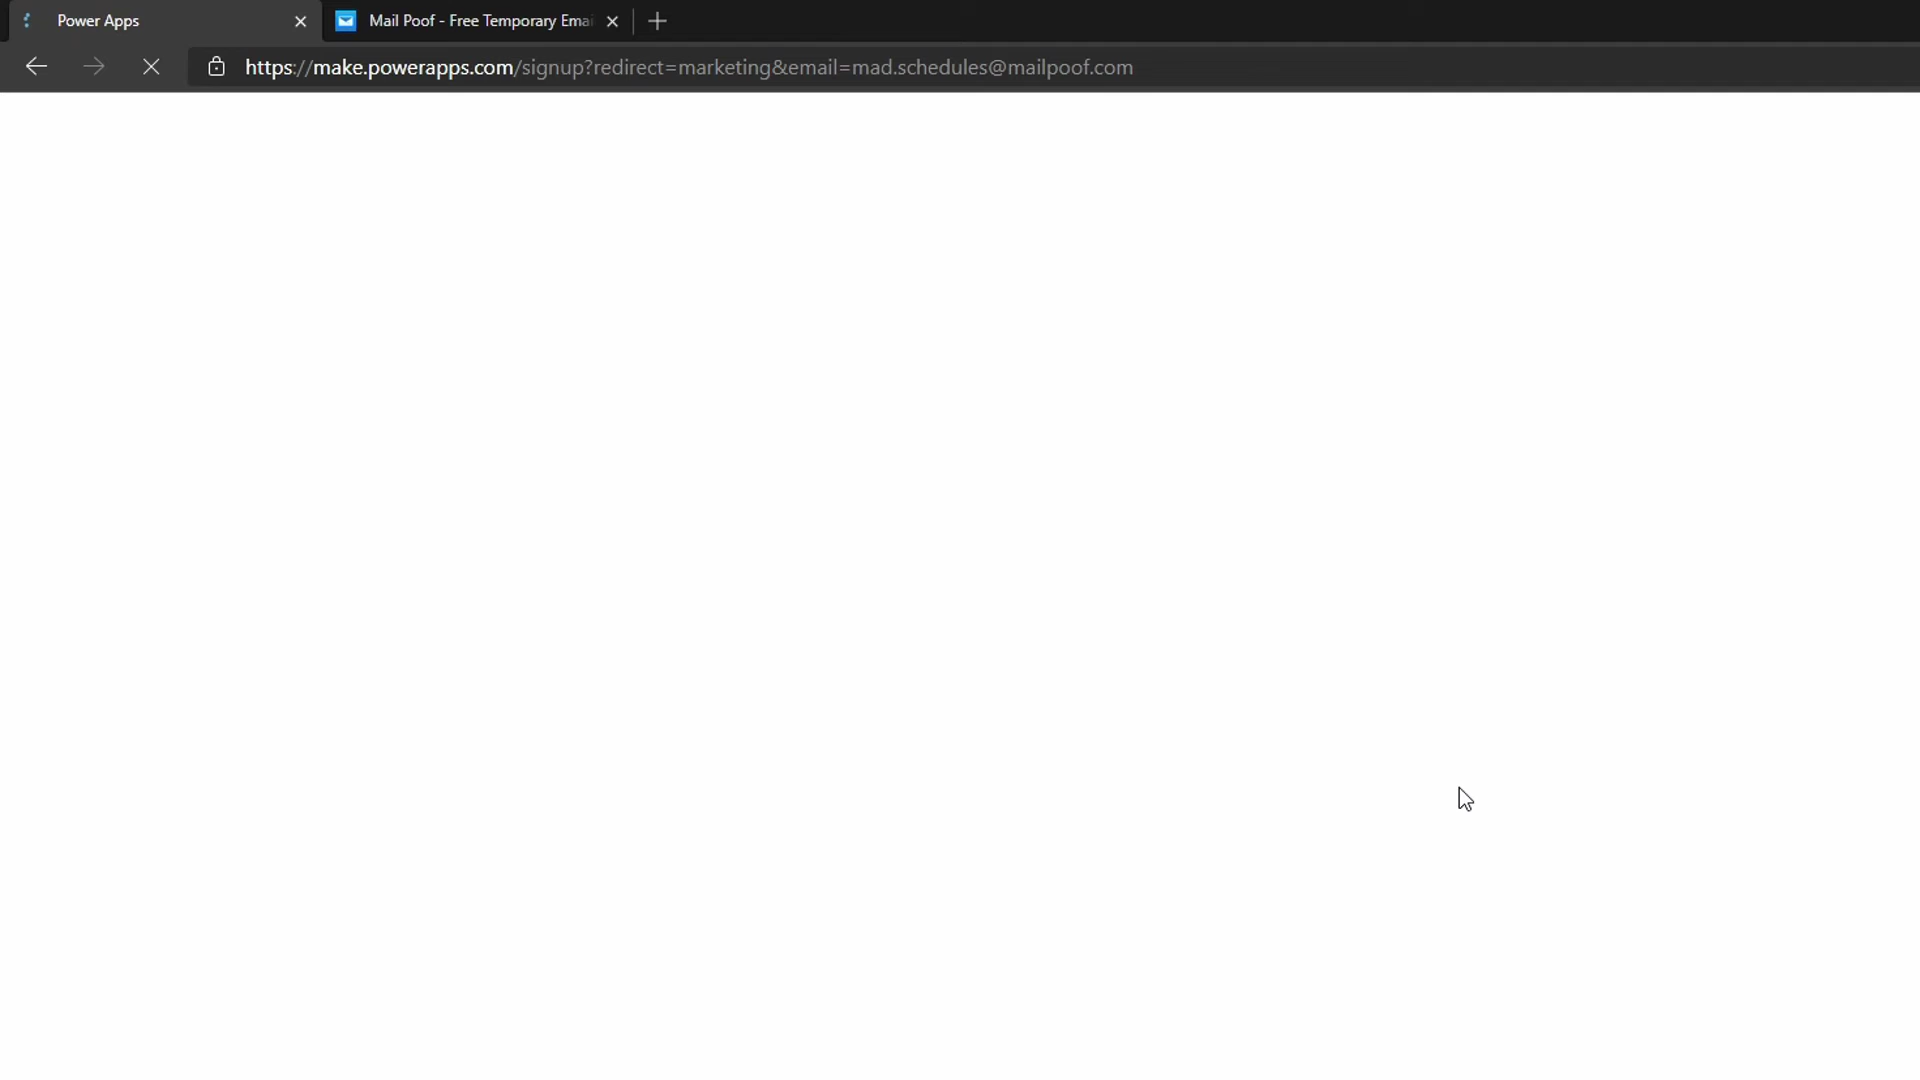 Power Apps
Mail Poof - Free Temporary Emai
https://make.powerapps.com/signup?redirect=marketing&email=mad.schedules@mailpoof.com